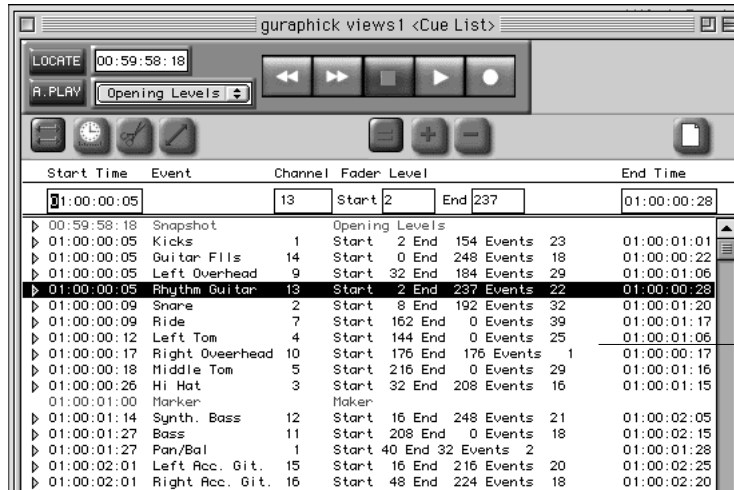 guraphick views1 <Cue List>
LOCATE 00:59:58:18
A.PLAY Opening Levels
Start Time Event Channel Fader Level End Time
01:00:00:05 13 Start 2 End 237 01:00:00:28
00:59:58:18 Snapshot Opening Levels
01:00:00:05 Kicks 1 Start 2 End 154 Events 23 01:00:01:01
01:00:00:05 Guitar Flls 14 Start 0 End 248 Events 18 01:00:00:22
01:00:00:05 Left Overhead 9 Start 32 End 184 Events 29 01:00:01:06
01:00:00:05 Rhythm Guitar 13 Start 2 End 237 Events 22 01:00:00:28
01:00:00:09 Snare 2 Start 8 End 192 Events 32 01:00:01:20
01:00:00:09 Ride 7 Start 162 End 0 Events 39 01:00:01:17
01:00:00:12 Left Tom 4 Start 144 End 0 Events 25 01:00:01:06
01:00:00:17 Right Oveerhead 10 Start 176 End 176 Events 1 01:00:00:17
01:00:00:18 Middle Tom 5 Start 216 End 0 Events 29 01:00:01:16
01:00:00:26 Hi Hat 3 Start 32 End 208 Events 16 01:00:01:15
01:00:01:00 Marker Maker
01:00:01:14 Synth. Bass 12 Start 16 End 248 Events 21 01:00:02:05
01:00:01:27 Bass 11 Start 208 End 0 Events 18 01:00:02:15
01:00:01:27 Pan/Bal 1 Start 40 End 32 Events 2 01:00:01:28
01:00:02:01 Left Acc. Git. 15 Start 16 End 216 Events 20 01:00:02:25
01:00:02:01 Right Acc. Git. 16 Start 48 End 224 Events 18 01:00:02:20